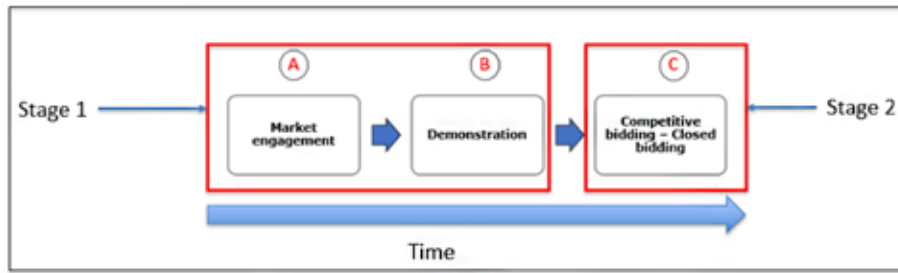 A
B
C
Stage 1
Stage 2
Market
engagement
Demonstration
Competitive
bidding – Closed
bidding
Time